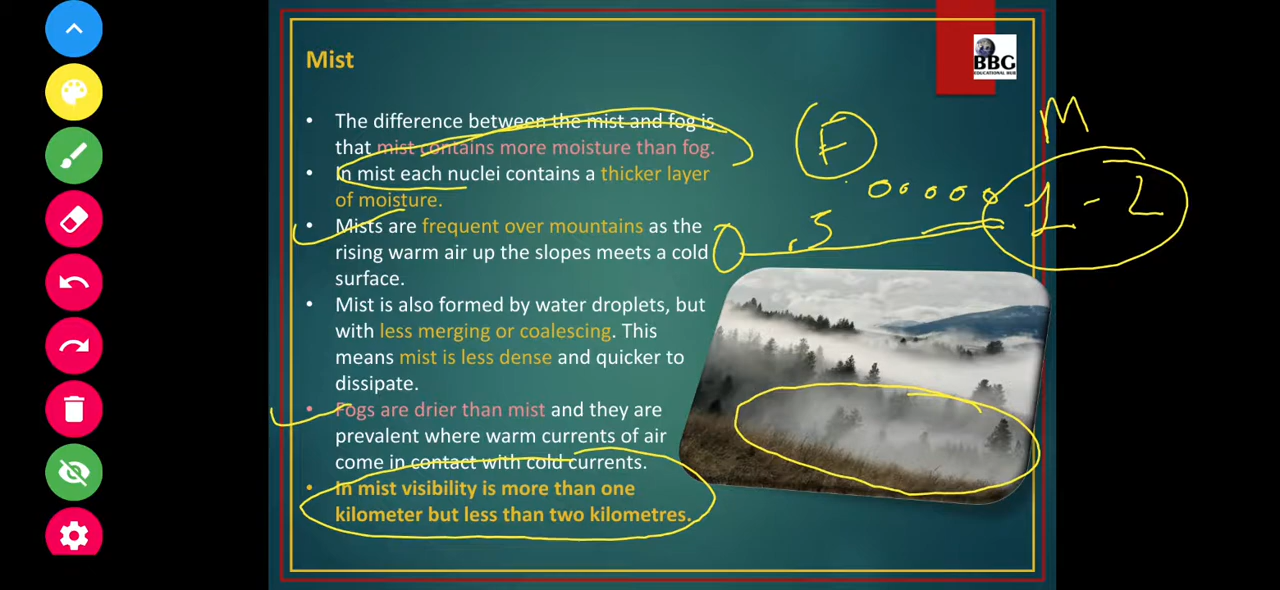 Mist
BBG
EDUCATIONAL HUB
• The difference between the mist and fog is
that mist contains more moisture than fog.
• In mist each nuclei contains a thicker layer
of moisture.
• Mists are frequent over mountains as the
rising warm air up the slopes meets a cold
surface.
• Mist is also formed by water droplets, but
with less merging or coalescing. This
means mist is less dense and quicker to
dissipate.
• Fogs are drier than mist and they are
prevalent where warm currents of air
come in contact with cold currents.
• In mist visibility is more than one
kilometer but less than two kilometres.
F
M
1-2
.5